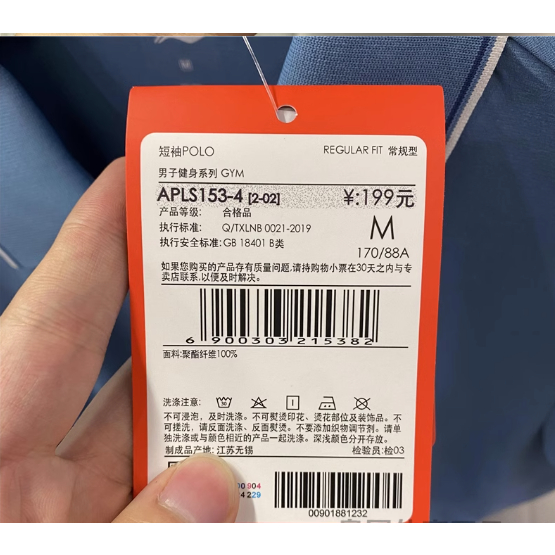 短袖POLO REGULAR FIT 常规型
男子健身系列 GYM
APLS153-4 [2-02] ¥:199元
产品等级: 合格品
执行标准: Q/TXLNB 0021-2019
M
执行安全标准:GB 18401 B类
170/88A
如果您购买的产品存有质量问题,请持购物小票在30天之内与专
卖店联系,以便及时解决。
6 900303 215382
面料:聚酯纤维100%
洗涤注意:
不可浸泡,及时洗涤。不可熨烫印花、烫花部位及装饰品。不
可搓洗,请反面洗涤、反面熨烫。不要添加织物调节剂。请单
独洗涤或与颜色相近的产品一起洗涤。深浅颜色分开存放。
制成品产地:江苏无锡 检验员:检03
904
4 229
00901881232